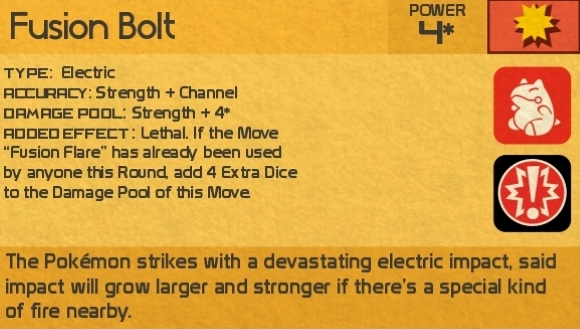 Fusion Bolt
POWER
4*
TYPE: Electric
ACCURACY: Strength + Channel
DAMAGE POOL: Strength + 4*
ADDED EFFECT: Lethal. If the Move
“Fusion Flare” has already been used
by anyone this Round, add 4 Extra Dice
to the Damage Pool of this Move.
The Pokémon strikes with a devastating electric impact, said
impact will grow larger and stronger if there's a special kind
of fire nearby.